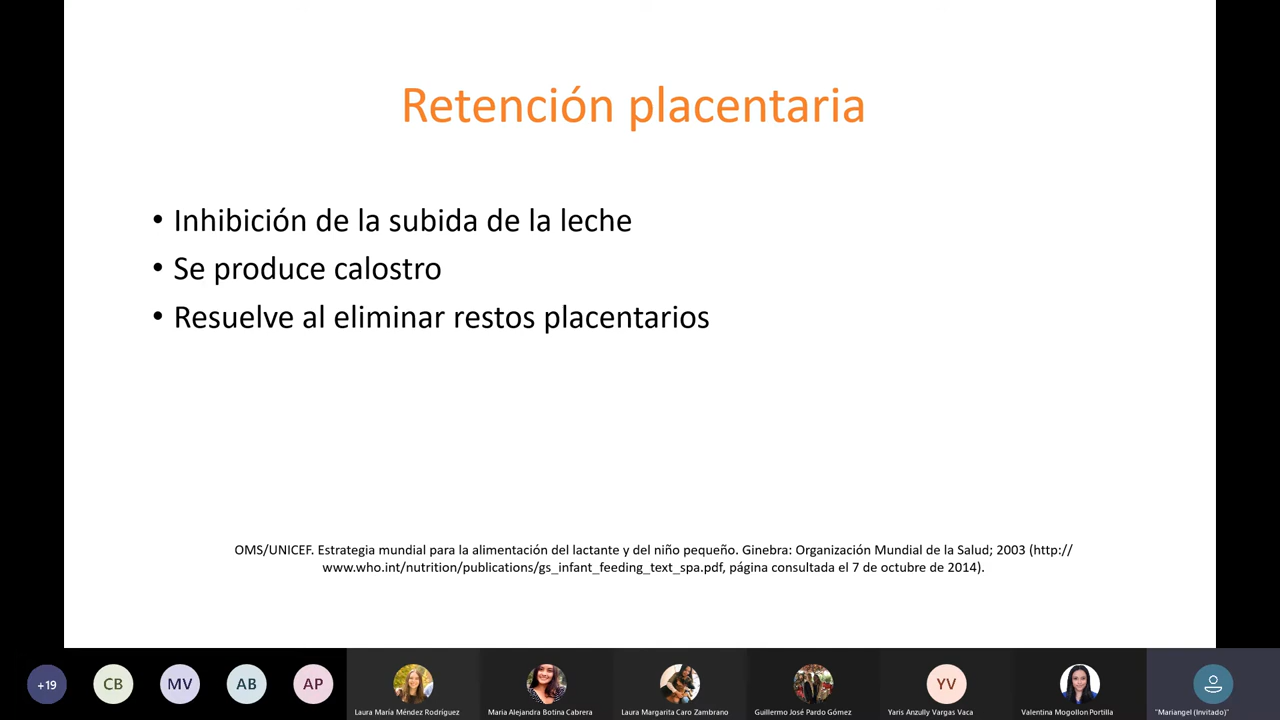 Retención placentaria
• Inhibición de la subida de la leche
• Se produce calostro
• Resuelve al eliminar restos placentarios
OMS/UNICEF. Estrategia mundial para la alimentación del lactante y del niño pequeño. Ginebra: Organización Mundial de la Salud; 2003 (http://
www.who.int/nutrition/publications/gs_infant_feeding_text_spa.pdf, página consultada el 7 de octubre de 2014).
+19
CB
MV
AB
AP
YV
Laura María Méndez Rodríguez
Maria Alejandra Botina Cabrera
Laura Margarita Caro Zambrano
Guillermo José Pardo Gómez
Yaris Anzully Vargas Vaca
Valentina Mogollon Portilla
"Mariangel (Invitado)"